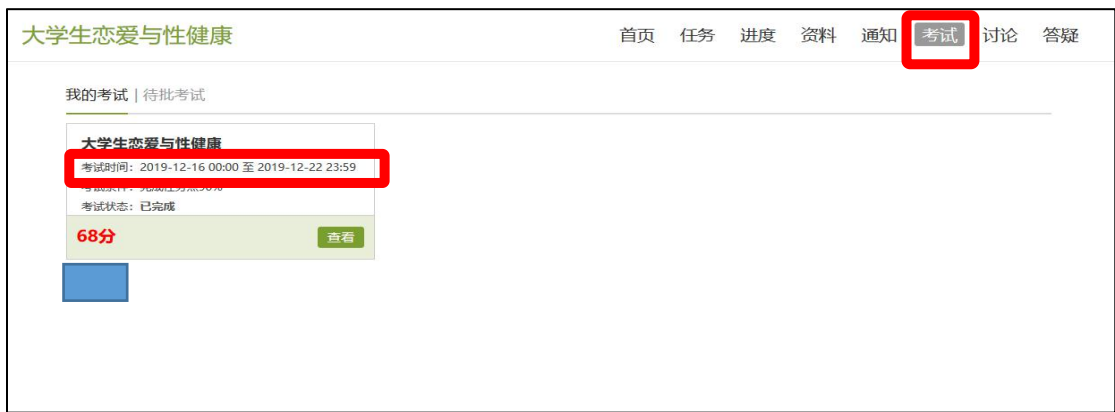 大学生恋爱与性健康
首页 任务 进度 资料 通知 考试 讨论 答疑
我的考试 | 待批考试
大学生恋爱与性健康
考试时间：2019-12-16 00:00 至 2019-12-22 23:59
考试状态：已完成
68分 查看